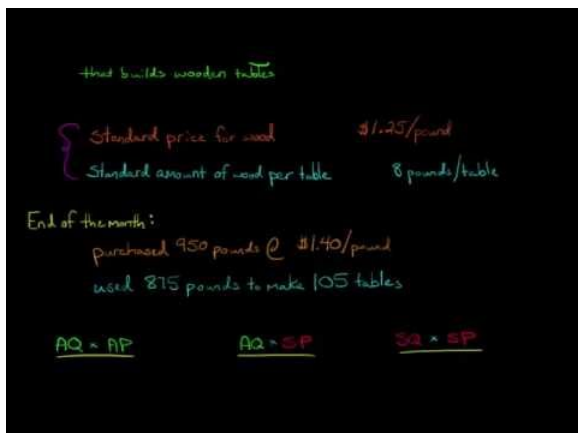 that builds wooden tables
Standard price for wood $1.25/pound
Standard amount of wood per table 8 pounds/table
End of the month:
purchased 950 pounds @ $1.40/pound
used 875 pounds to make 105 tables
AQ × AP AQ × SP SQ × SP